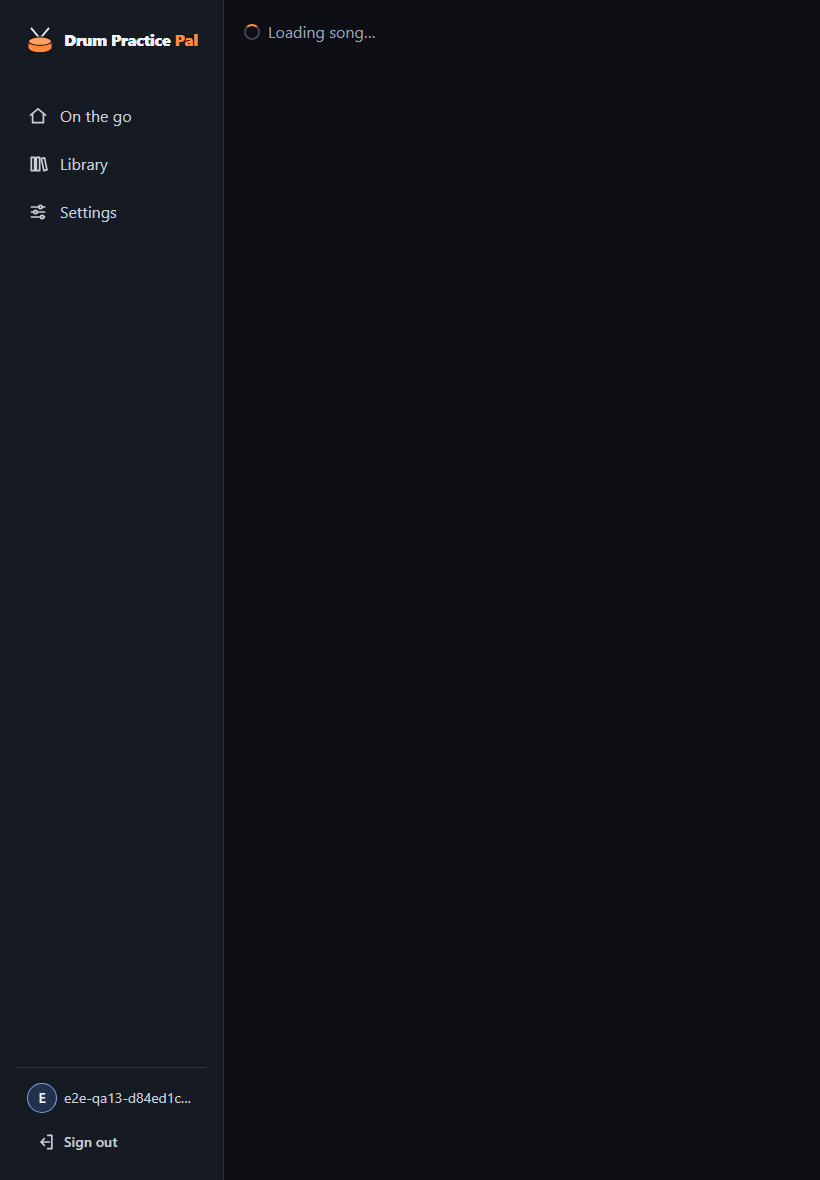 Drum Practice Pal
Loading song...
On the go
Library
Settings
E
e2e-qa13-d84ed1c...
Sign out